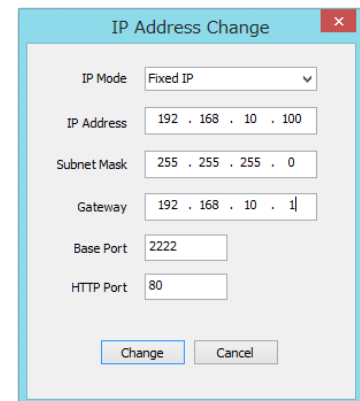 IP Address Change
IP Mode Fixed IP
IP Address 192 . 168 . 10 . 100
Subnet Mask 255 . 255 . 255 . 0
Gateway 192 . 168 . 10 . 1
Base Port 2222
HTTP Port 80
Change Cancel